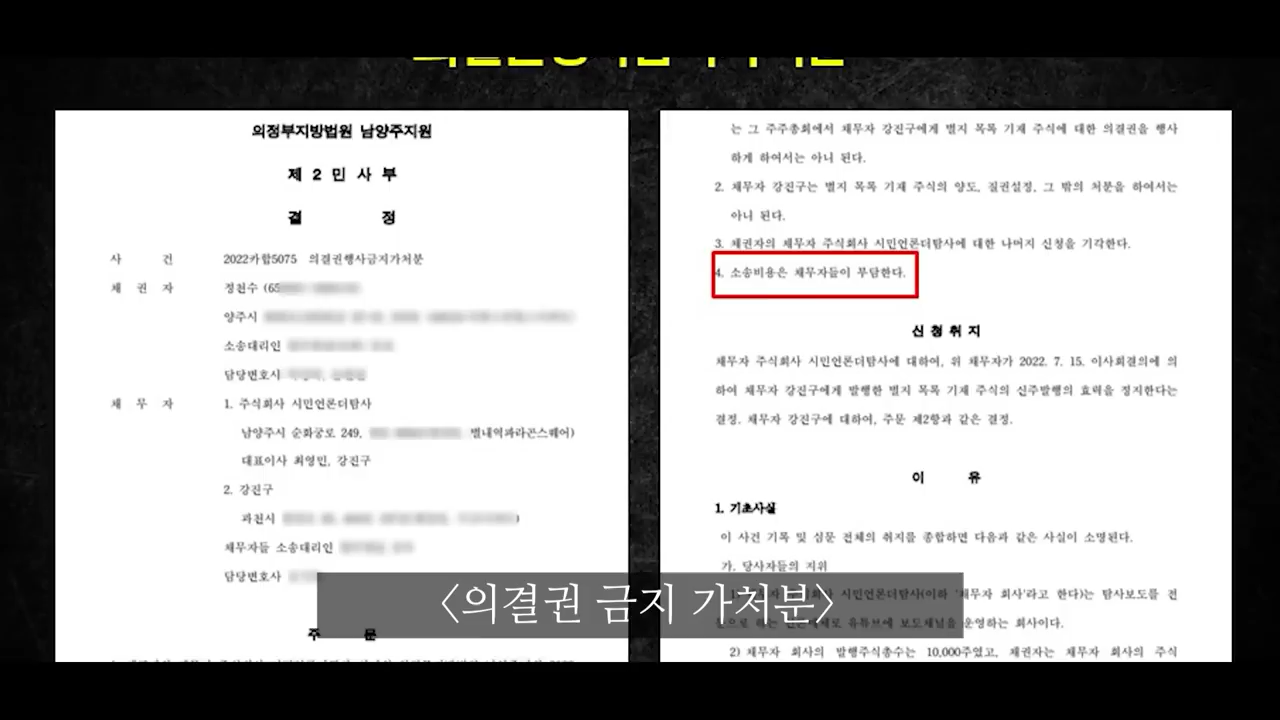 의정부지방법원 남양주지원
제 2 민 사 부
결 정
사 건 2022카합5075 의결권행사금지가처분
채 권 자 정천수 (65
양주시
소송대리인
담당변호사
채 무 자 1. 주식회사 시민언론더탐사
남양주시 순화궁로 249, 별내역파라곤스퀘어)
대표이사 최영민, 강진구
2. 강진구
과천시 )
채무자들 소송대리인
담당변호사
주 문
는 그 주주총회에서 채무자 강진구에게 별지 목록 기재 주식에 대한 의결권을 행사
하게 하여서는 아니 된다.
2. 채무자 강진구는 별지 목록 기재 주식의 양도, 질권설정, 그 밖의 처분을 하여서는
아니 된다.
3. 채권자의 채무자 주식회사 시민언론더탐사에 대한 나머지 신청을 기각한다.
4. 소송비용은 채무자들이 부담한다.
신 청 취 지
채무자 주식회사 시민언론더탐사에 대하여, 위 채무자가 2022. 7. 15. 이사회결의에 의
하여 채무자 강진구에게 발행한 별지 목록 기재 주식의 신주발행의 효력을 정지한다는
결정. 채무자 강진구에 대하여, 주문 제2항과 같은 결정.
이 유
1. 기초사실
이 사건 기록 및 심문 전체의 취지를 종합하면 다음과 같은 사실이 소명된다.
가. 당사자들의 지위
시민언론더탐사(이하 '채무자 회사'라고 한다)는 탐사보도를 전
유튜브에 보도채널을 운영하는 회사이다.
2) 채무자 회사의 발행주식총수는 10,000주였고, 채권자는 채무자 회사의 주식
〈의결권 금지 가처분〉